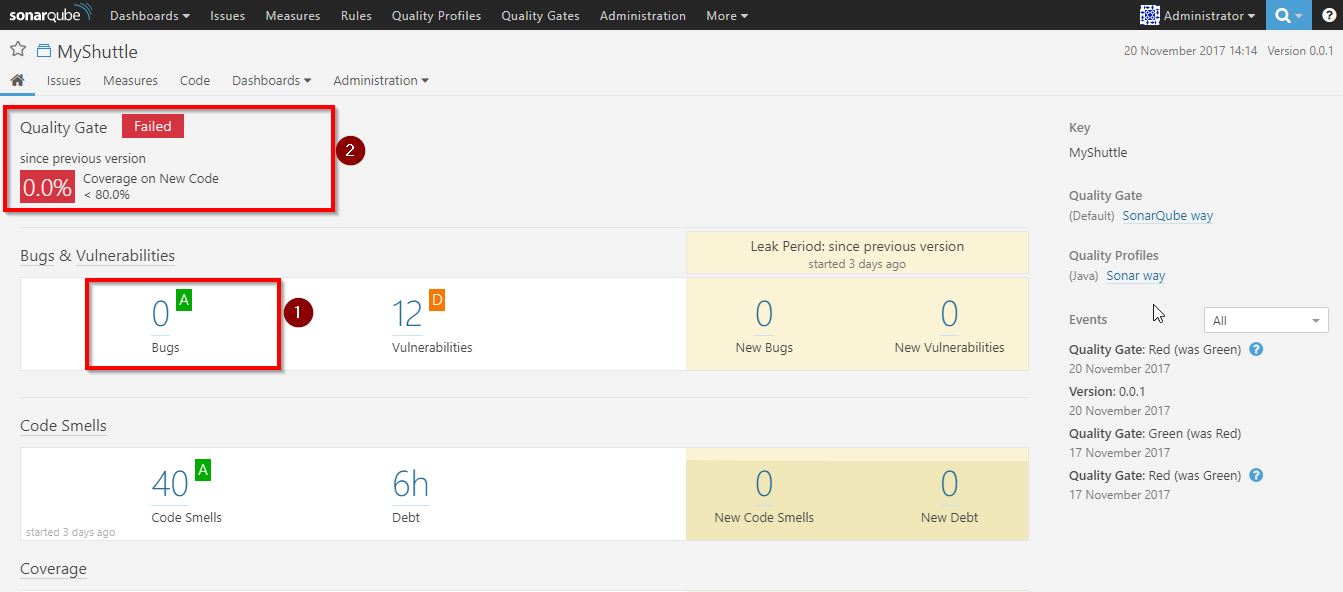 sonarqube Dashboards Issues Measures Rules Quality Profiles Quality Gates Administration More Administrator ?
MyShuttle
20 November 2017 14:14 Version 0.0.1
Issues Measures Code Dashboards Administration
Quality Gate Failed
since previous version
0.0% Coverage on New Code
< 80.0%
2
Bugs & Vulnerabilities
Leak Period: since previous version
started 3 days ago
0 A 12 D 0 0
1
Bugs Vulnerabilities New Bugs New Vulnerabilities
Code Smells
40 A 6h 0 0
Code Smells Debt New Code Smells New Debt
started 3 days ago
Coverage
Key
MyShuttle
Quality Gate
(Default) SonarQube way
Quality Profiles
(Java) Sonar way
Events All
Quality Gate: Red (was Green) ?
20 November 2017
Version: 0.0.1
20 November 2017
Quality Gate: Green (was Red)
17 November 2017
Quality Gate: Red (was Green) ?
17 November 2017